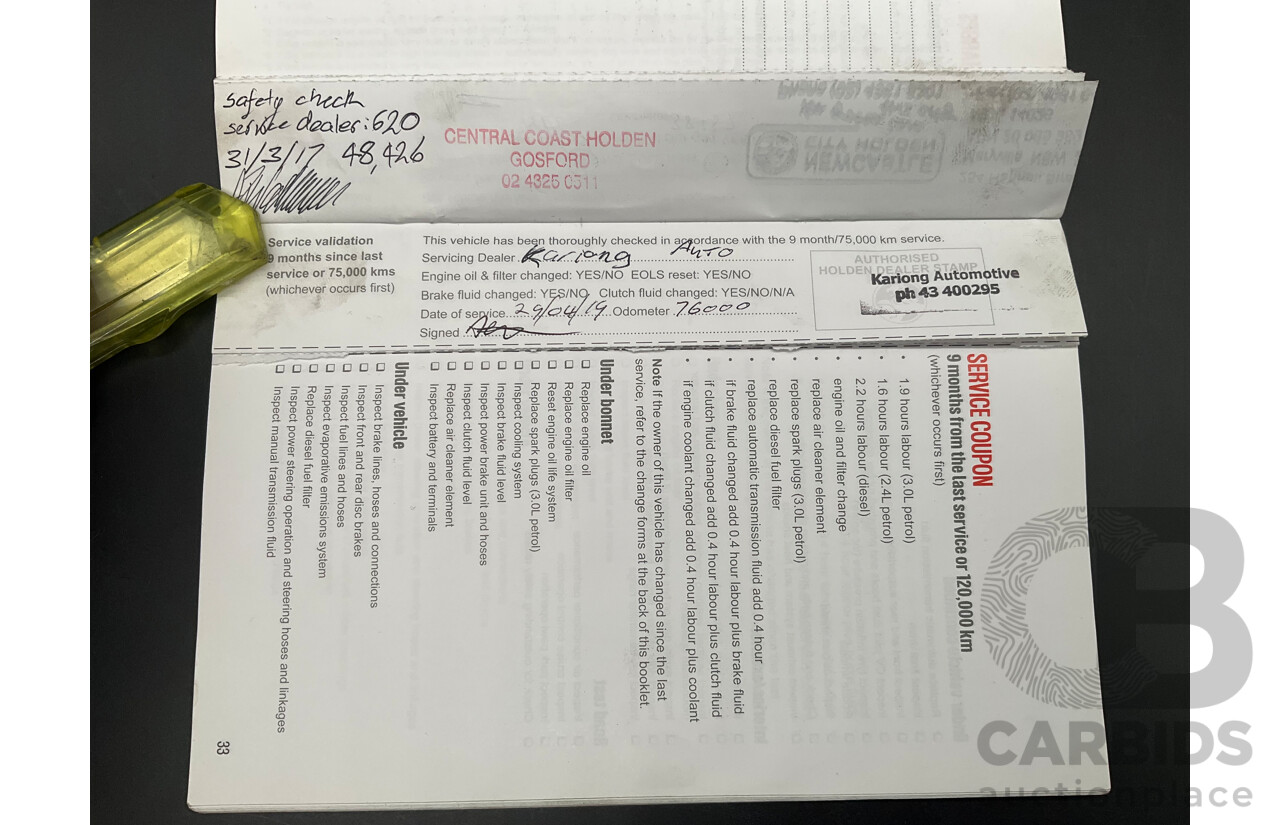 safety check
service dealer: 620
31/3/17 48,426
CENTRAL COAST HOLDEN
GOSFORD
02 4325 0311
NEWCASTLE
CITY HOLDEN
Service validation
9 months since last
service or 75,000 kms
(whichever occurs first)
This vehicle has been thoroughly checked in accordance with the 9 month/75,000 km service.
Servicing Dealer Kariong Auto
Engine oil & filter changed: YES/NO EOLS reset: YES/NO
Brake fluid changed: YES/NO Clutch fluid changed: YES/NO/N/A
Date of service 29/04/19 Odometer 76000
Signed
AUTHORISED
HOLDEN DEALER STAMP
Kariong Automotive
ph 43 400295
SERVICE COUPON
9 months from the last service or 120,000 km
(whichever occurs first)
• 1.9 hours labour (3.0L petrol)
• 1.6 hours labour (2.4L petrol)
• 2.2 hours labour (diesel)
• engine oil and filter change
• replace air cleaner element
• replace spark plugs (3.0L petrol)
• replace diesel fuel filter
• replace automatic transmission fluid add 0.4 hour
• if brake fluid changed add 0.4 hour labour plus brake fluid
• if clutch fluid changed add 0.4 hour labour plus clutch fluid
• if engine coolant changed add 0.4 hour labour plus coolant
Note If the owner of this vehicle has changed since the last
service, refer to the change forms at the back of this booklet.
Under bonnet
❑ Replace engine oil
❑ Replace engine oil filter
❑ Reset engine oil life system
❑ Replace spark plugs (3.0L petrol)
❑ Inspect cooling system
❑ Inspect brake fluid level
❑ Inspect power brake unit and hoses
❑ Inspect clutch fluid level
❑ Replace air cleaner element
❑ Inspect battery and terminals
Under vehicle
❑ Inspect brake lines, hoses and connections
❑ Inspect front and rear disc brakes
❑ Inspect fuel lines and hoses
❑ Inspect evaporative emissions system
❑ Replace diesel fuel filter
❑ Inspect power steering operation and steering hoses and linkages
❑ Inspect manual transmission fluid
33
CARBIDS
auctionplace